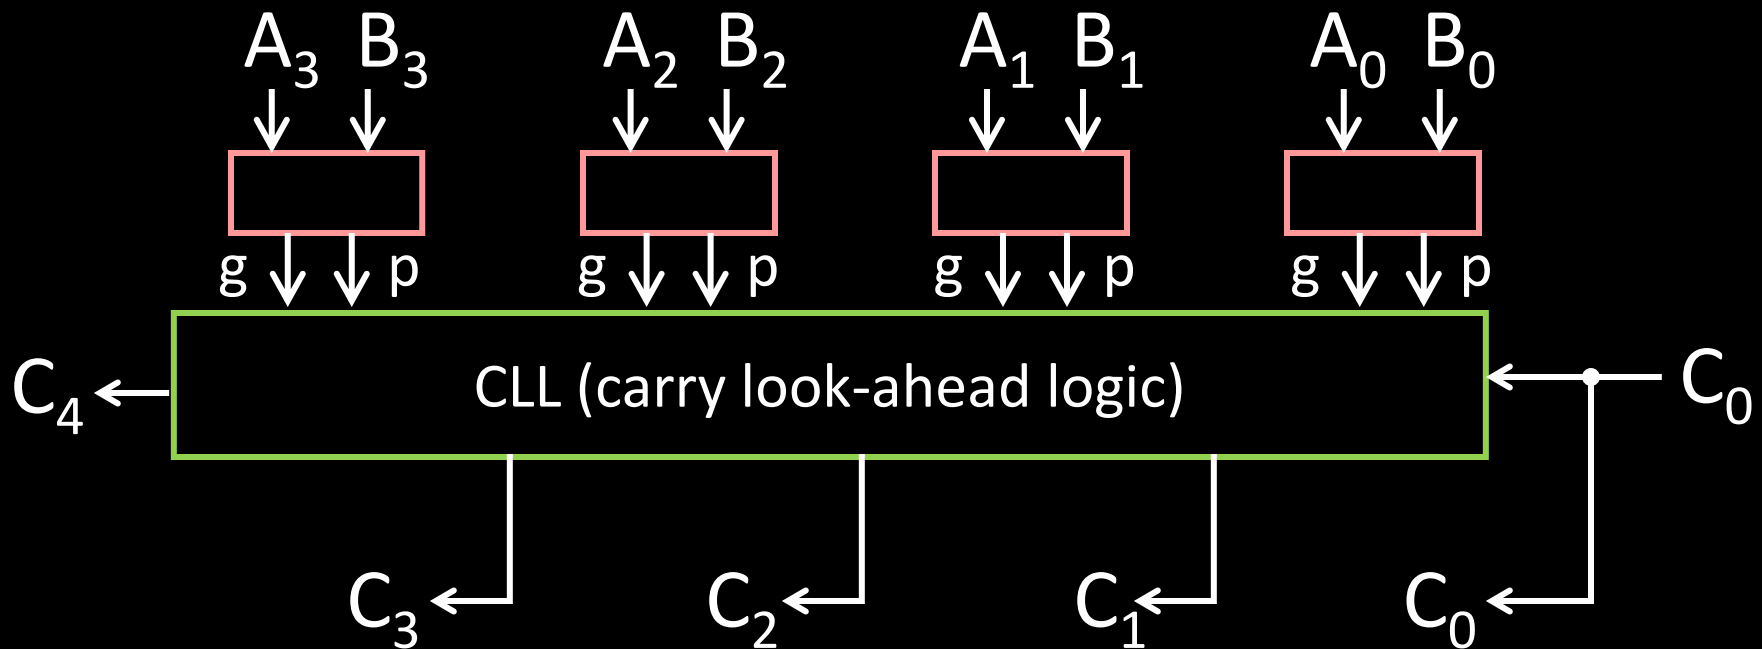 A₃ B₃ A₂ B₂ A₁ B₁ A₀ B₀
g p g p g p g p
C₄ CLL (carry look-ahead logic) C₀
C₃ C₂ C₁ C₀